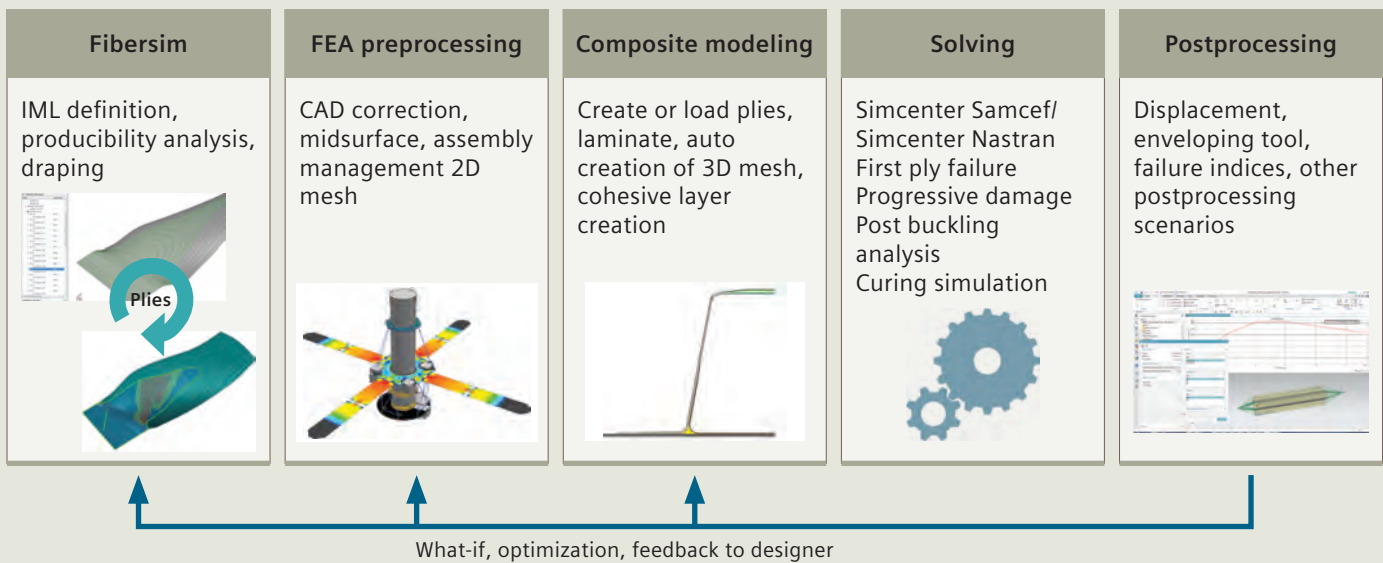 Fibersim
IML definition,
producibility analysis,
draping
Plies
FEA preprocessing
CAD correction,
midsurface, assembly
management 2D
mesh
Composite modeling
Create or load plies,
laminate, auto
creation of 3D mesh,
cohesive layer
creation
Solving
Simcenter Samcef/
Simcenter Nastran
First ply failure
Progressive damage
Post buckling
analysis
Curing simulation
Postprocessing
Displacement,
enveloping tool,
failure indices, other
postprocessing
scenarios
What-if, optimization, feedback to designer